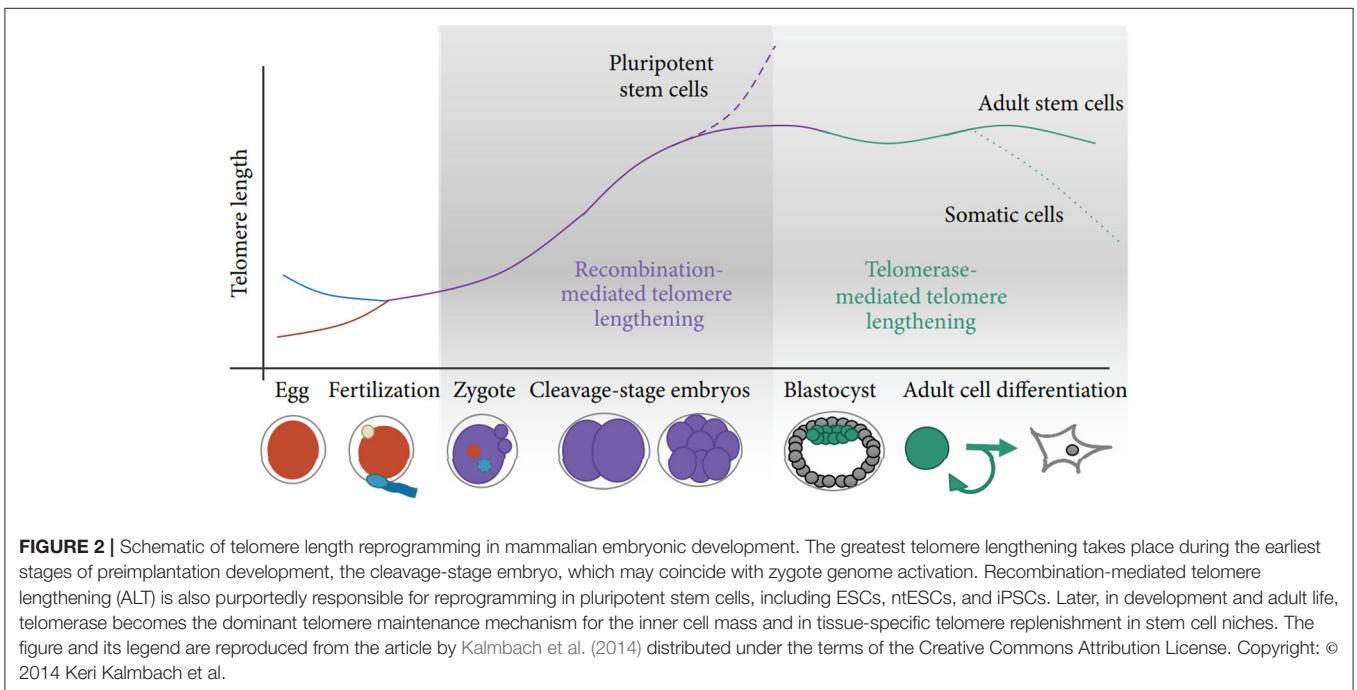 Pluripotent
stem cells
Adult stem cells
Telomere length
Somatic cells
Recombination-
mediated telomere
lengthening
Telomerase-
mediated telomere
lengthening
Egg Fertilization Zygote Cleavage-stage embryos Blastocyst Adult cell differentiation
FIGURE 2 | Schematic of telomere length reprogramming in mammalian embryonic development. The greatest telomere lengthening takes place during the earliest
stages of preimplantation development, the cleavage-stage embryo, which may coincide with zygote genome activation. Recombination-mediated telomere
lengthening (ALT) is also purportedly responsible for reprogramming in pluripotent stem cells, including ESCs, ntESCs, and iPSCs. Later, in development and adult life,
telomerase becomes the dominant telomere maintenance mechanism for the inner cell mass and in tissue-specific telomere replenishment in stem cell niches. The
figure and its legend are reproduced from the article by Kalmbach et al. (2014) distributed under the terms of the Creative Commons Attribution License. Copyright: ©
2014 Keri Kalmbach et al.